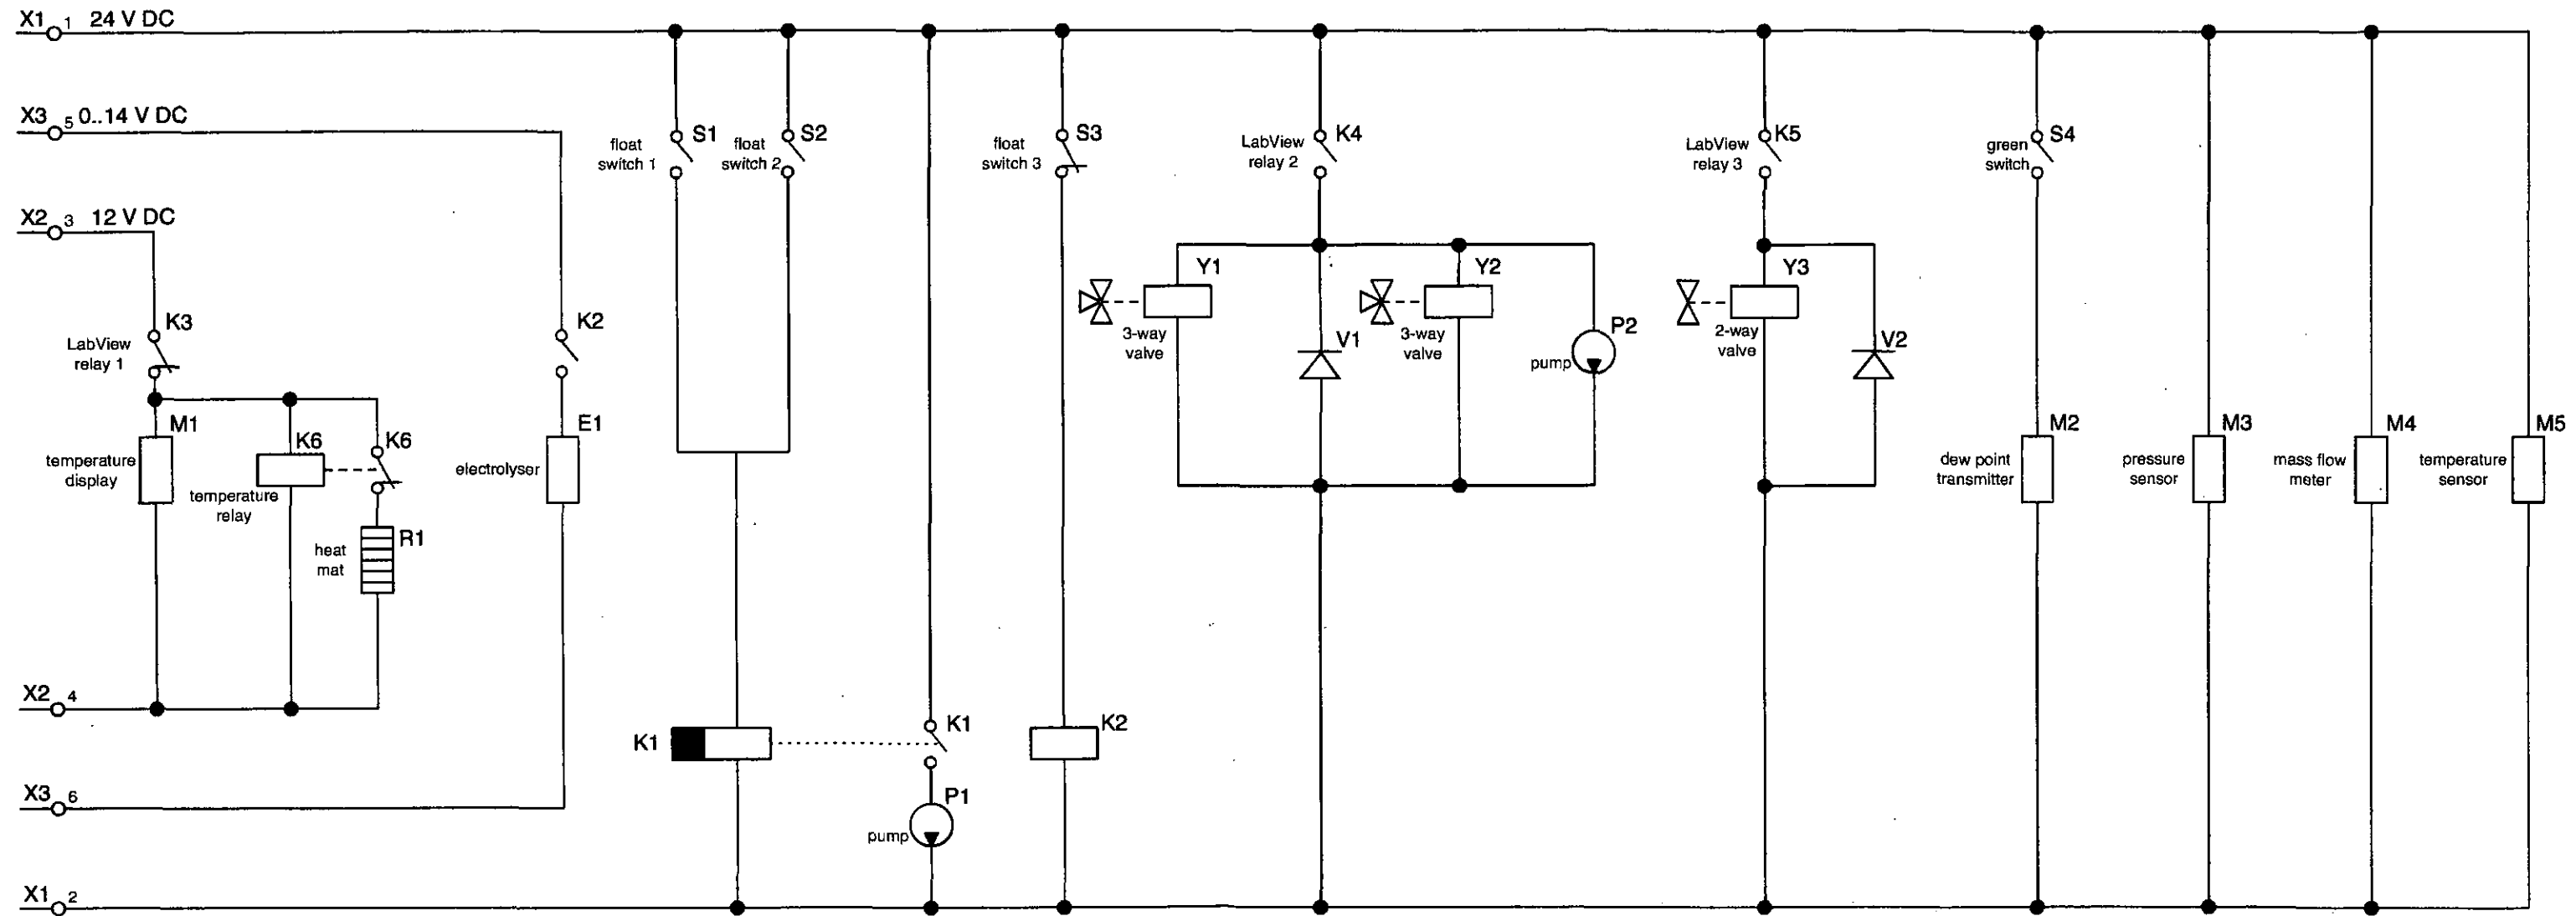 X1 1 24 V DC
X3 5 0..14 V DC
X2 3 12 V DC
K3
LabView
relay 1
M1
temperature
display
K6
temperature
relay
K6
heat
mat
R1
K2
E1
electrolyser
X2 4
X3 6
X1 2
float
switch 1
S1
float
switch 2
S2
K1
K1
P1
pump
float
switch 3
S3
K2
LabView
relay 2
K4
Y1
3-way
valve
V1
Y2
3-way
valve
P2
pump
LabView
relay 3
K5
Y3
2-way
valve
V2
green
switch
S4
M2
dew point
transmitter
M3
pressure
sensor
M4
mass flow
meter
M5
temperature
sensor